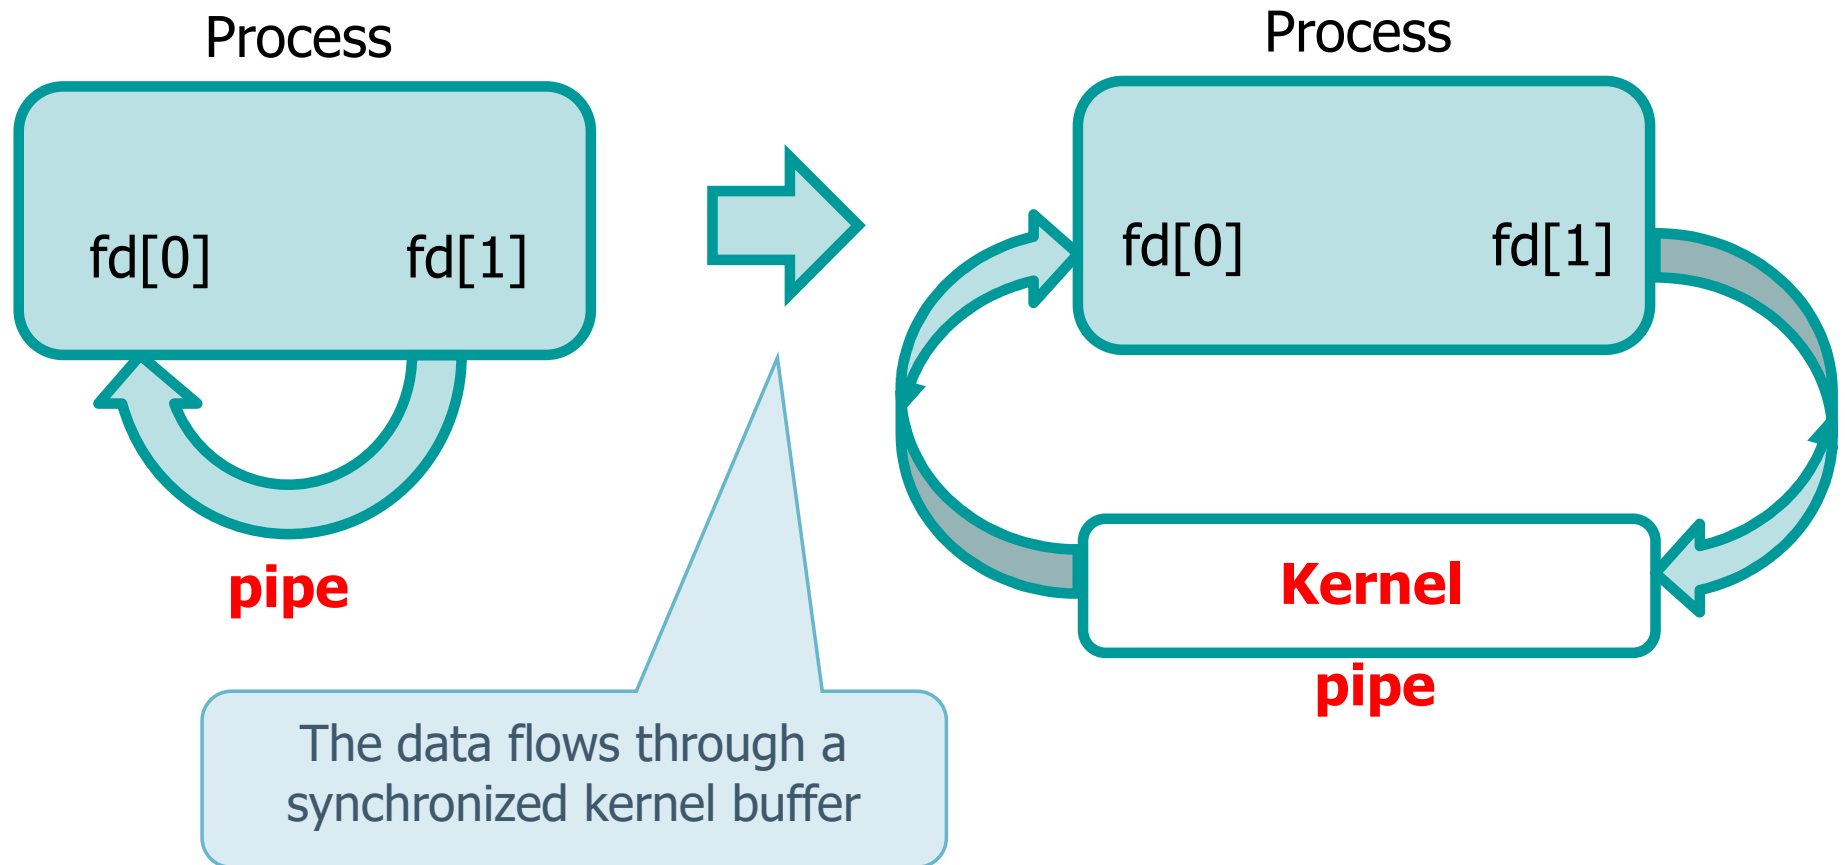 Process
fd[0]
fd[1]
pipe
The data flows through a
synchronized kernel buffer
Process
fd[0]
fd[1]
Kernel
pipe